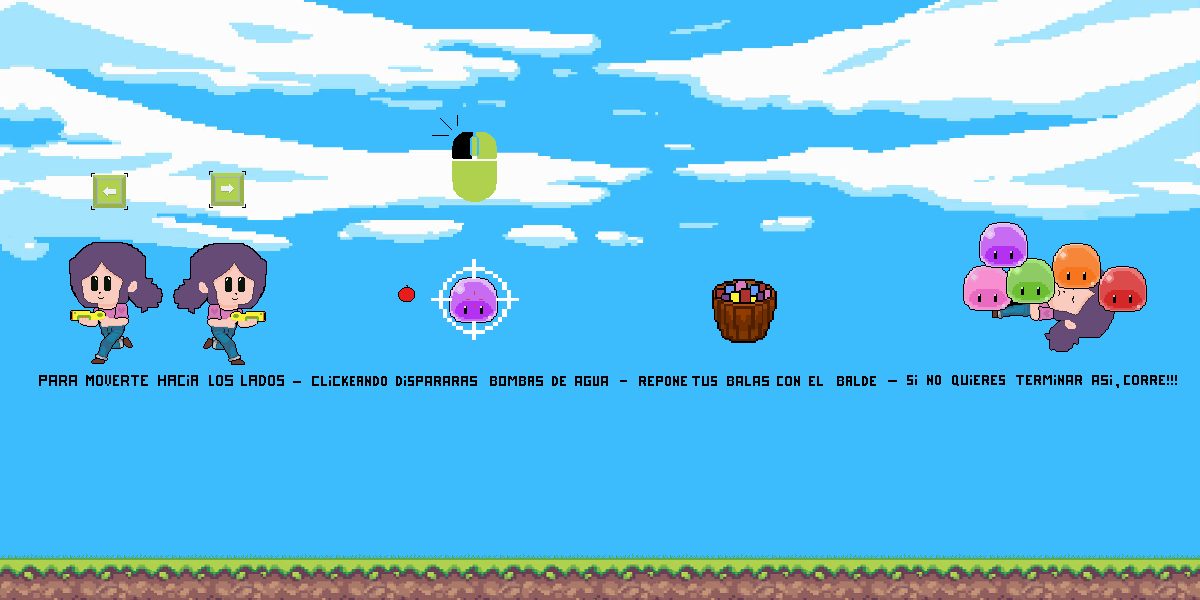 PARA MOVERTE HACiA LOS LADOS - CLiCKEANDO DiSPARARAS BOMBAS DE AGUA - REPONE TUS BALAS CON EL BALDE - Si NO QUiERES TERMiNAR ASi, CORRE!!!